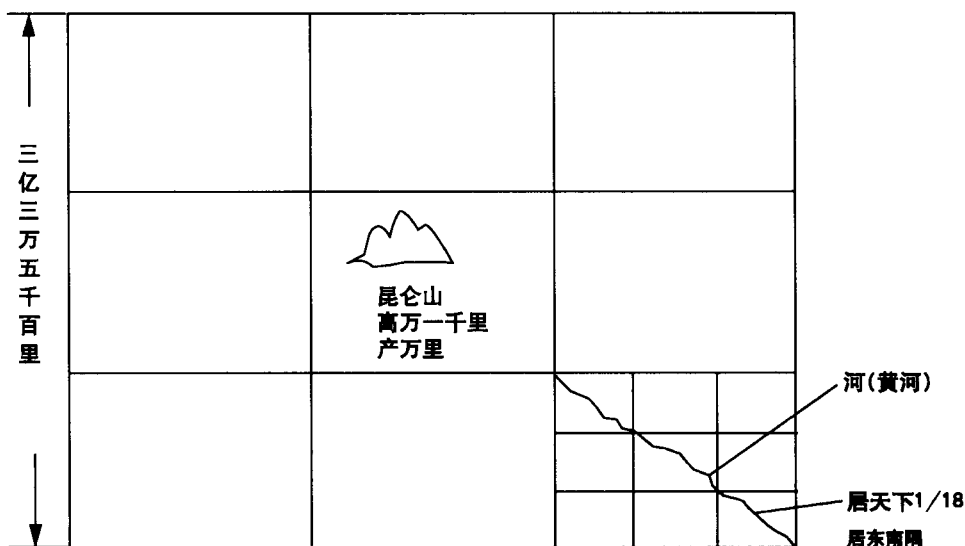 三亿三万五千百里
昆仑山
高万一千里
产万里
河(黄河)
居天下1/18
居东南隅